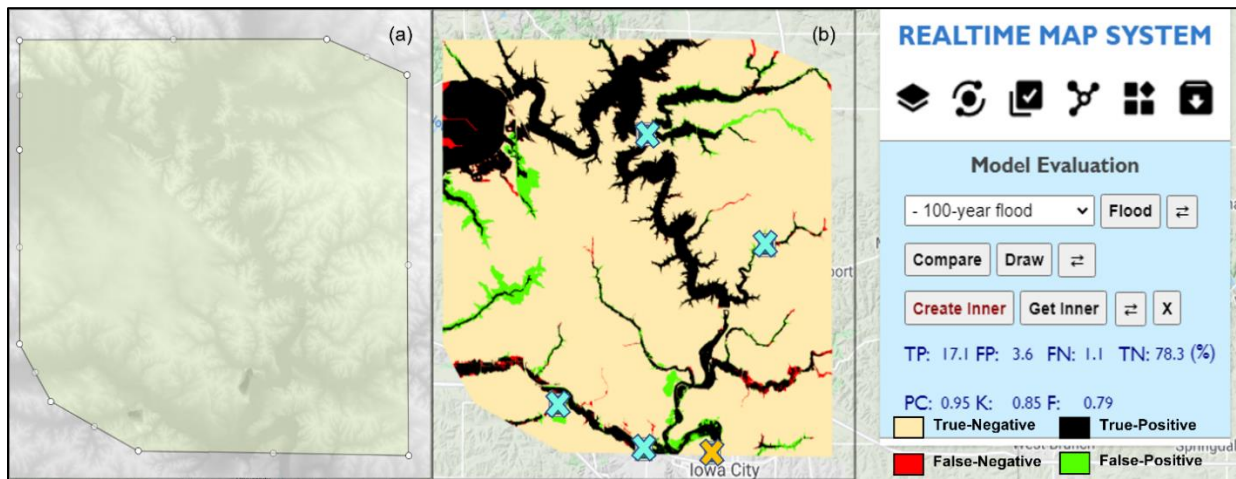 (a)
(b)
Iowa City
port
REALTIME MAP SYSTEM
Model Evaluation
- 100-year flood Flood ⇄
Compare Draw ⇄
Create Inner Get Inner ⇄ X
TP: 17.1 FP: 3.6 FN: 1.1 TN: 78.3 (%)
PC: 0.95 K: 0.85 F: 0.79
True-Negative True-Positive
False-Negative False-Positive